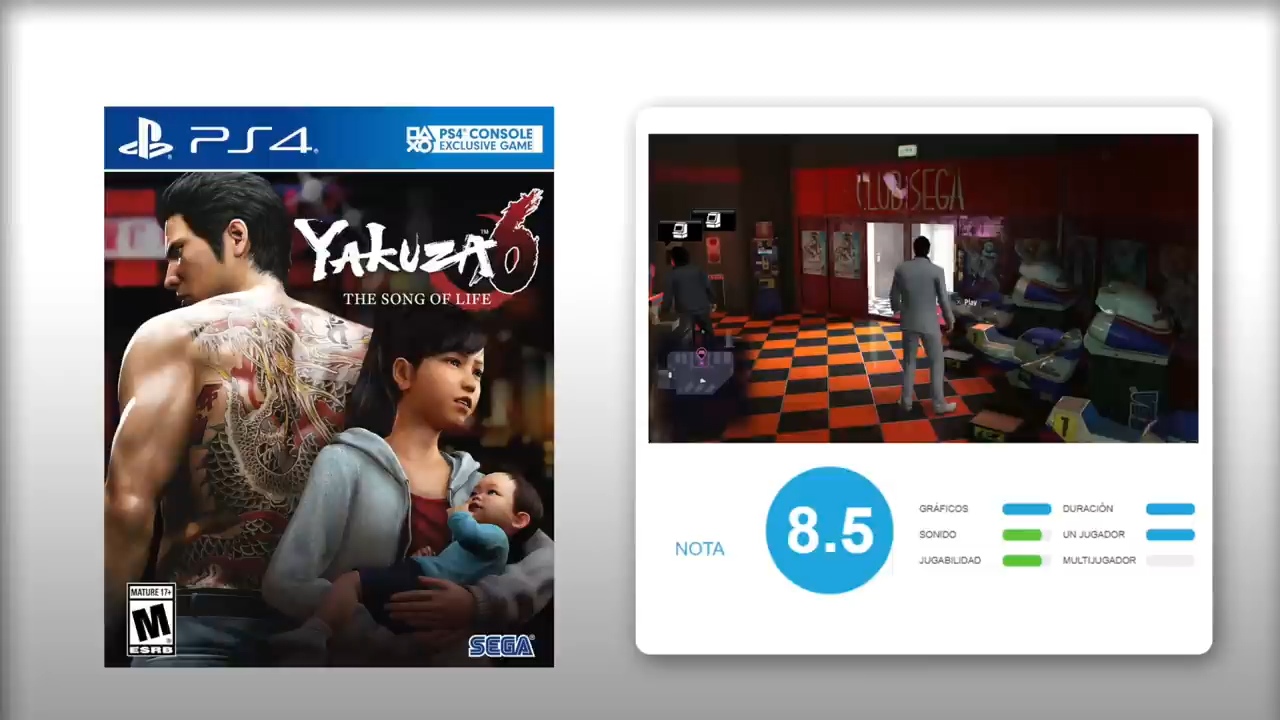 PS4
PS4 CONSOLE
EXCLUSIVE GAME
YAKUZA 6
THE SONG OF LIFE
MATURE 17+
M
ESRB
SEGA
CLUB SEGA
Play
1
NOTA
8.5
GRÁFICOS
DURACIÓN
SONIDO
UN JUGADOR
JUGABILIDAD
MULTIJUGADOR